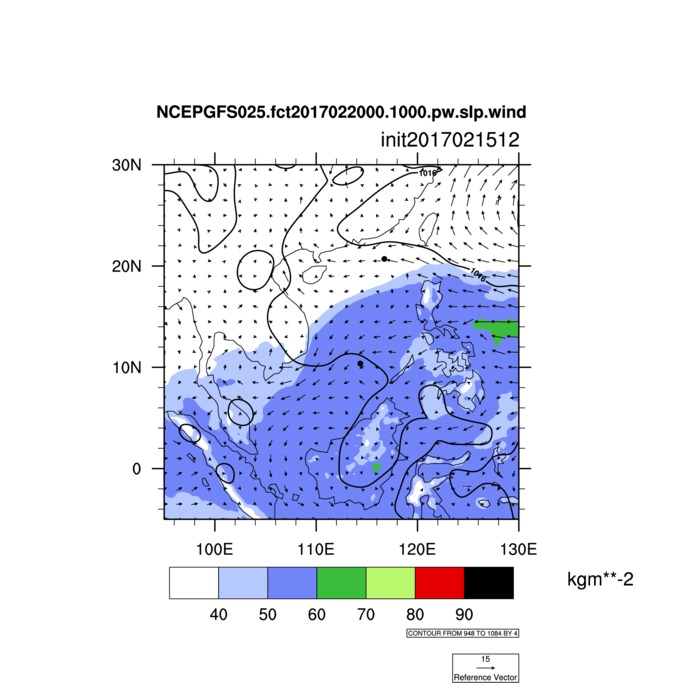 NCEPGFS025.fct2017022000.1000.pw.slp.wind
init2017021512
30N
1016
20N
1016
10N
0
100E 110E 120E 130E
kgm**-2
40 50 60 70 80 90
CONTOUR FROM 948 TO 1084 BY 4
15
Reference Vector